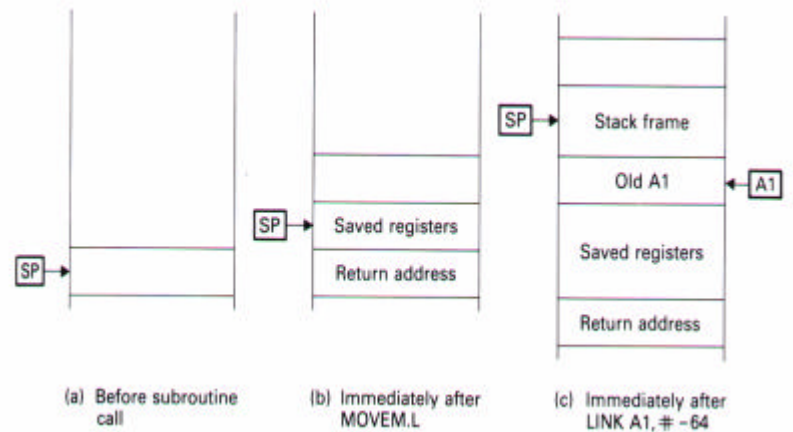 SP
(a) Before subroutine
call
SP
Saved registers
Return address
(b) Immediately after
MOVEM.L
SP
Stack frame
Old A1
A1
Saved registers
Return address
(c) Immediately after
LINK A1, # -64